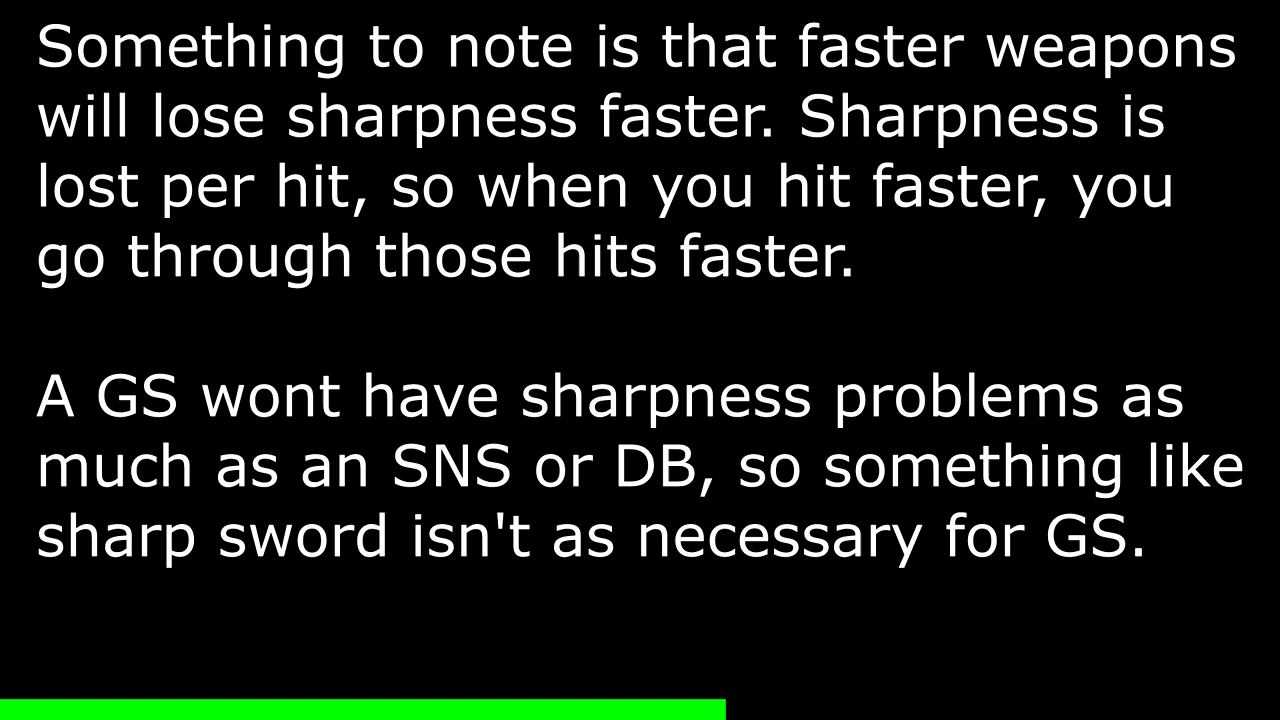 Something to note is that faster weapons
will lose sharpness faster. Sharpness is
lost per hit, so when you hit faster, you
go through those hits faster.
A GS wont have sharpness problems as
much as an SNS or DB, so something like
sharp sword isn't as necessary for GS.